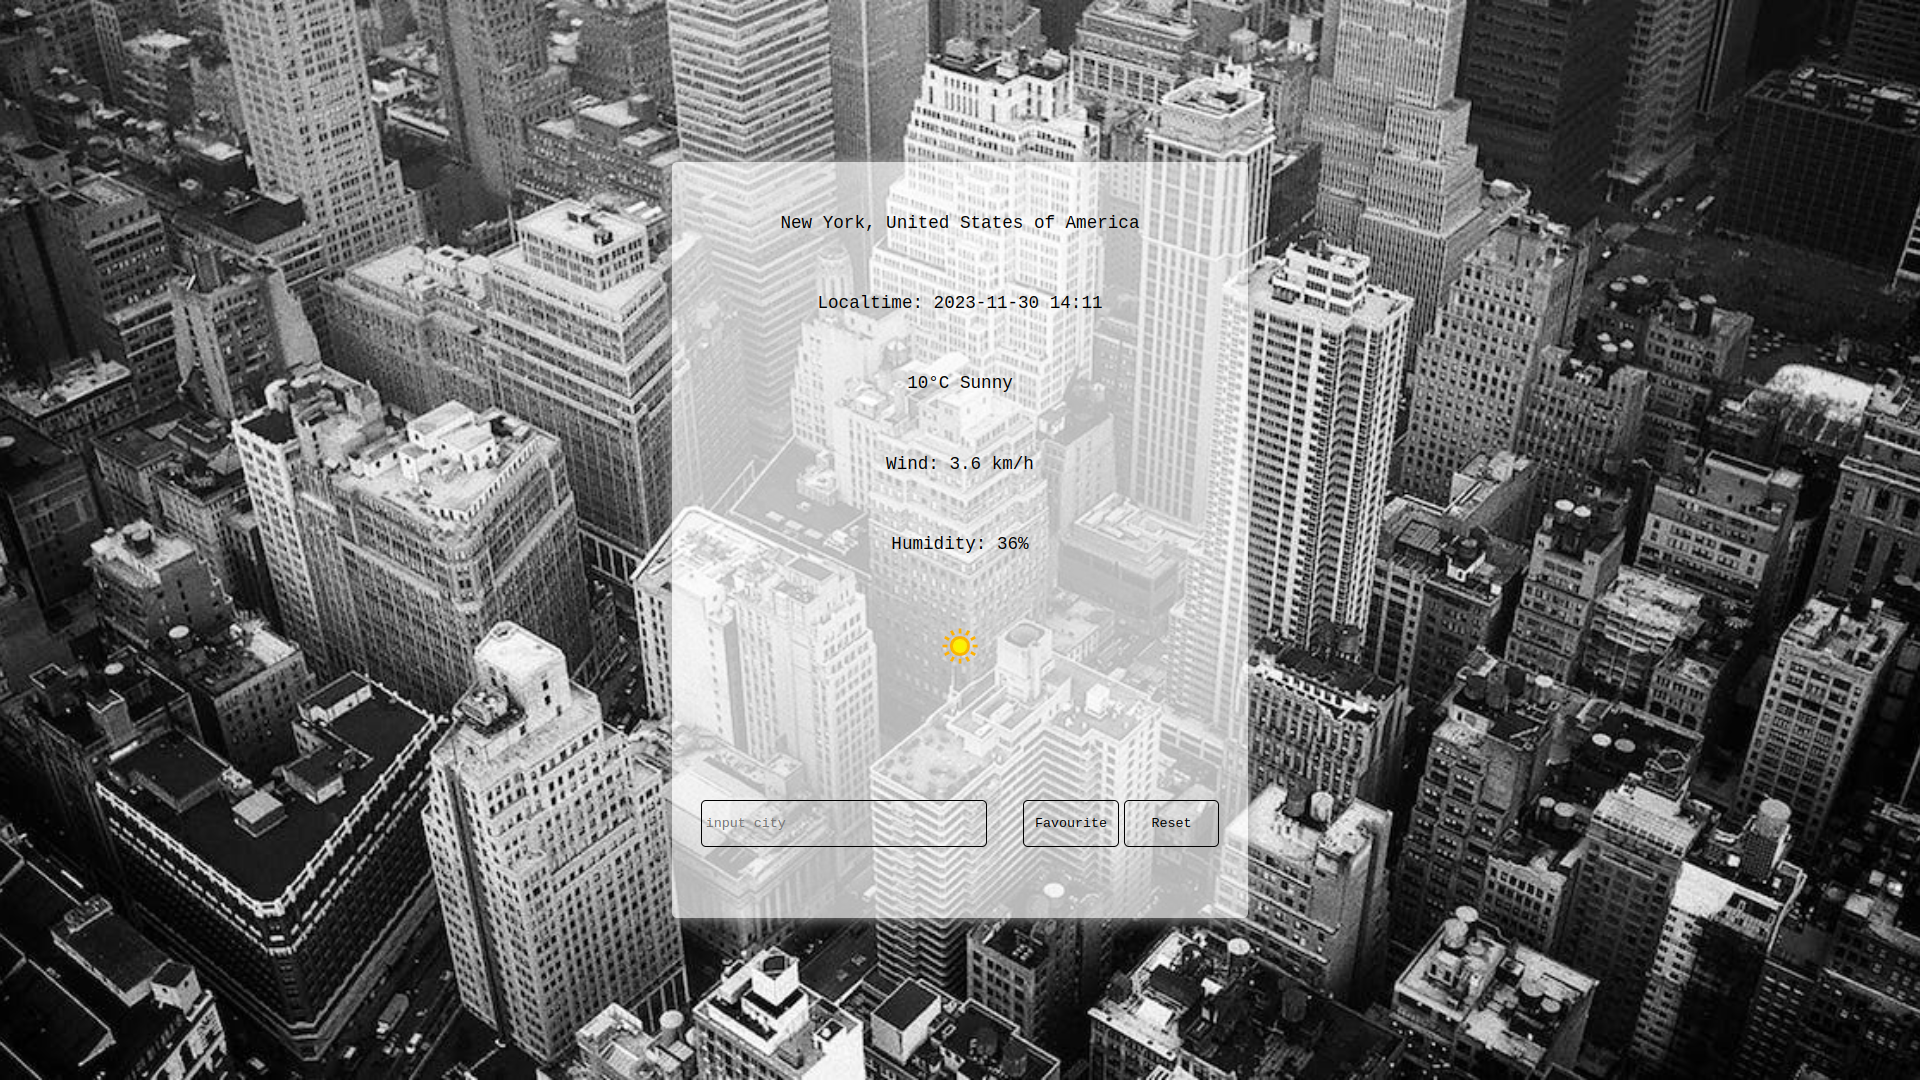 New York, United States of America
Localtime: 2023-11-30 14:11
10°C Sunny
Wind: 3.6 km/h
Humidity: 36%
input city
Favourite
Reset